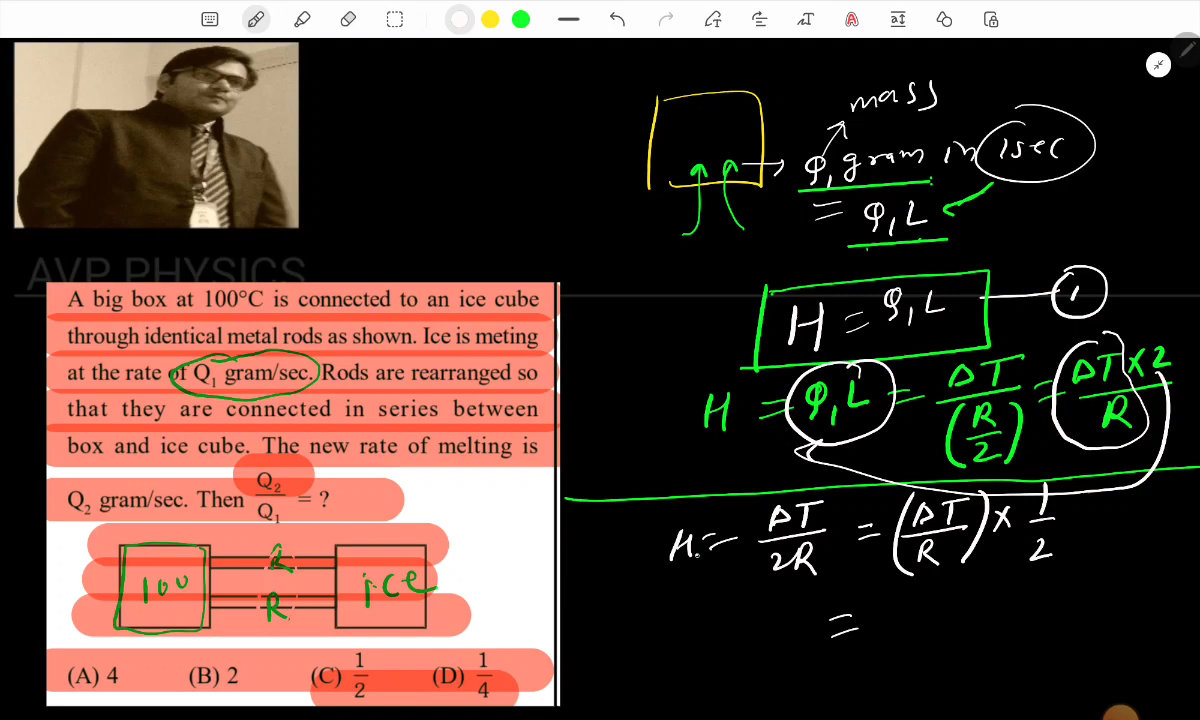 AVP PHYSICS
A big box at 100°C is connected to an ice cube
through identical metal rods as shown. Ice is meting
at the rate of Q₁ gram/sec. Rods are rearranged so
that they are connected in series between
box and ice cube. The new rate of melting is
Q₂ gram/sec. Then Q₂/Q₁ = ?
100 R R ice
(A) 4 (B) 2 (C) 1/2 (D) 1/4
mass
Q₁ gram in 1sec
= Q₁L
H = Q₁L — 1
H = Q₁L = ΔT/(R/2) = ΔT×2/R
H = ΔT/2R = (ΔT/R) × 1/2
=